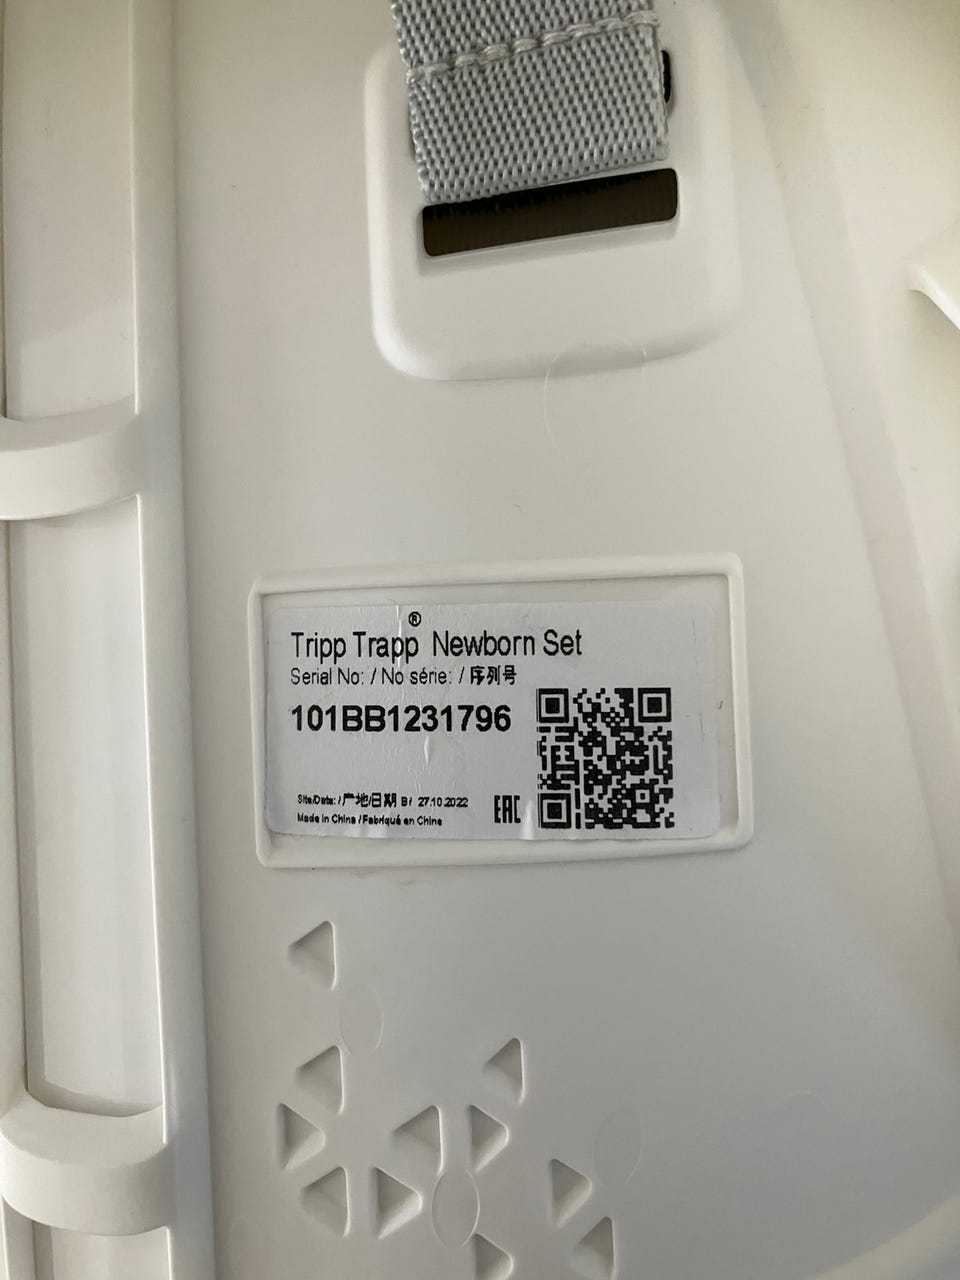 Tripp Trapp® Newborn Set
Serial No: / No série: / 序列号
101BB1231796
Site/Date: /产地/日期 B/ 27.10.2022
Made in China / Fabriqué en Chine
EAC